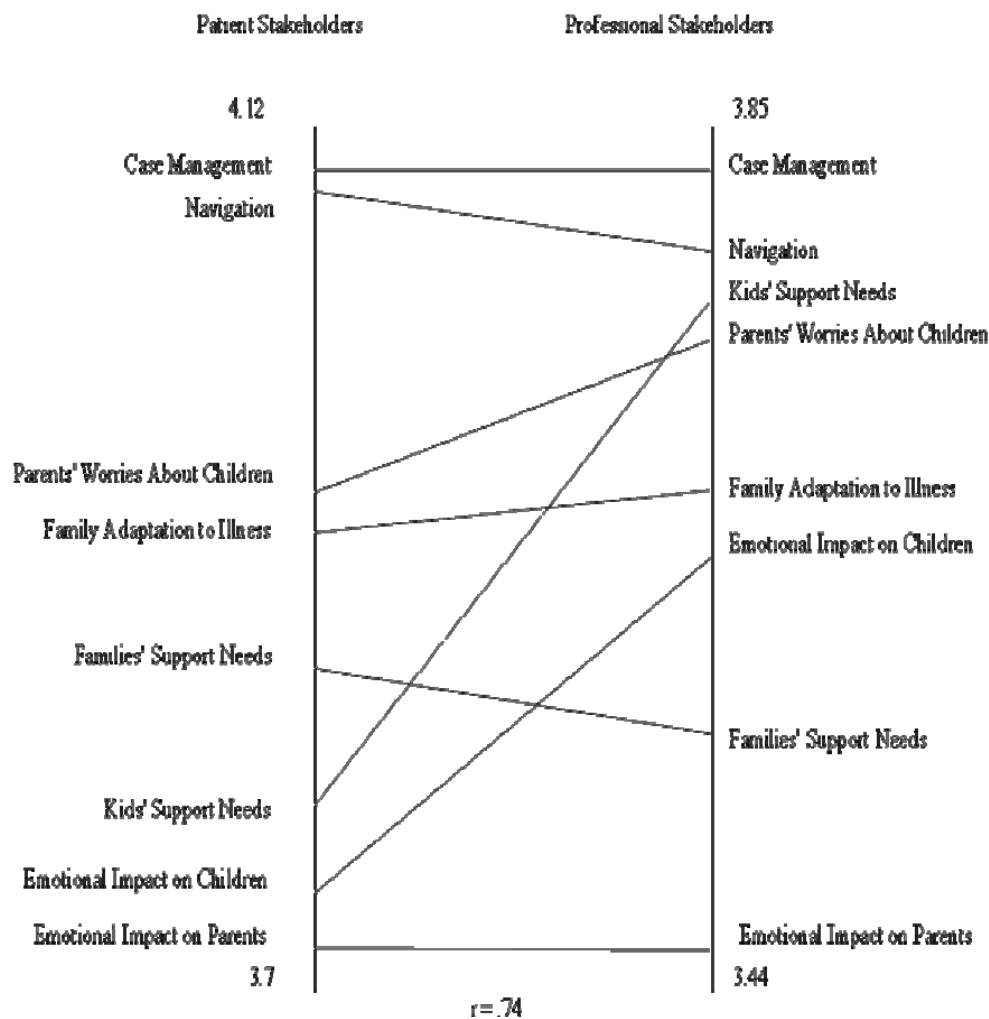 Patient Stakeholders
Professional Stakeholders
4.12
3.85
Case Management
Case Management
Navigation
Navigation
Kids' Support Needs
Parents' Worries About Children
Parents' Worries About Children
Family Adaptation to Illness
Family Adaptation to Illness
Emotional Impact on Children
Families' Support Needs
Families' Support Needs
Kids' Support Needs
Emotional Impact on Children
Emotional Impact on Parents
Emotional Impact on Parents
3.7
3.44
r= .74